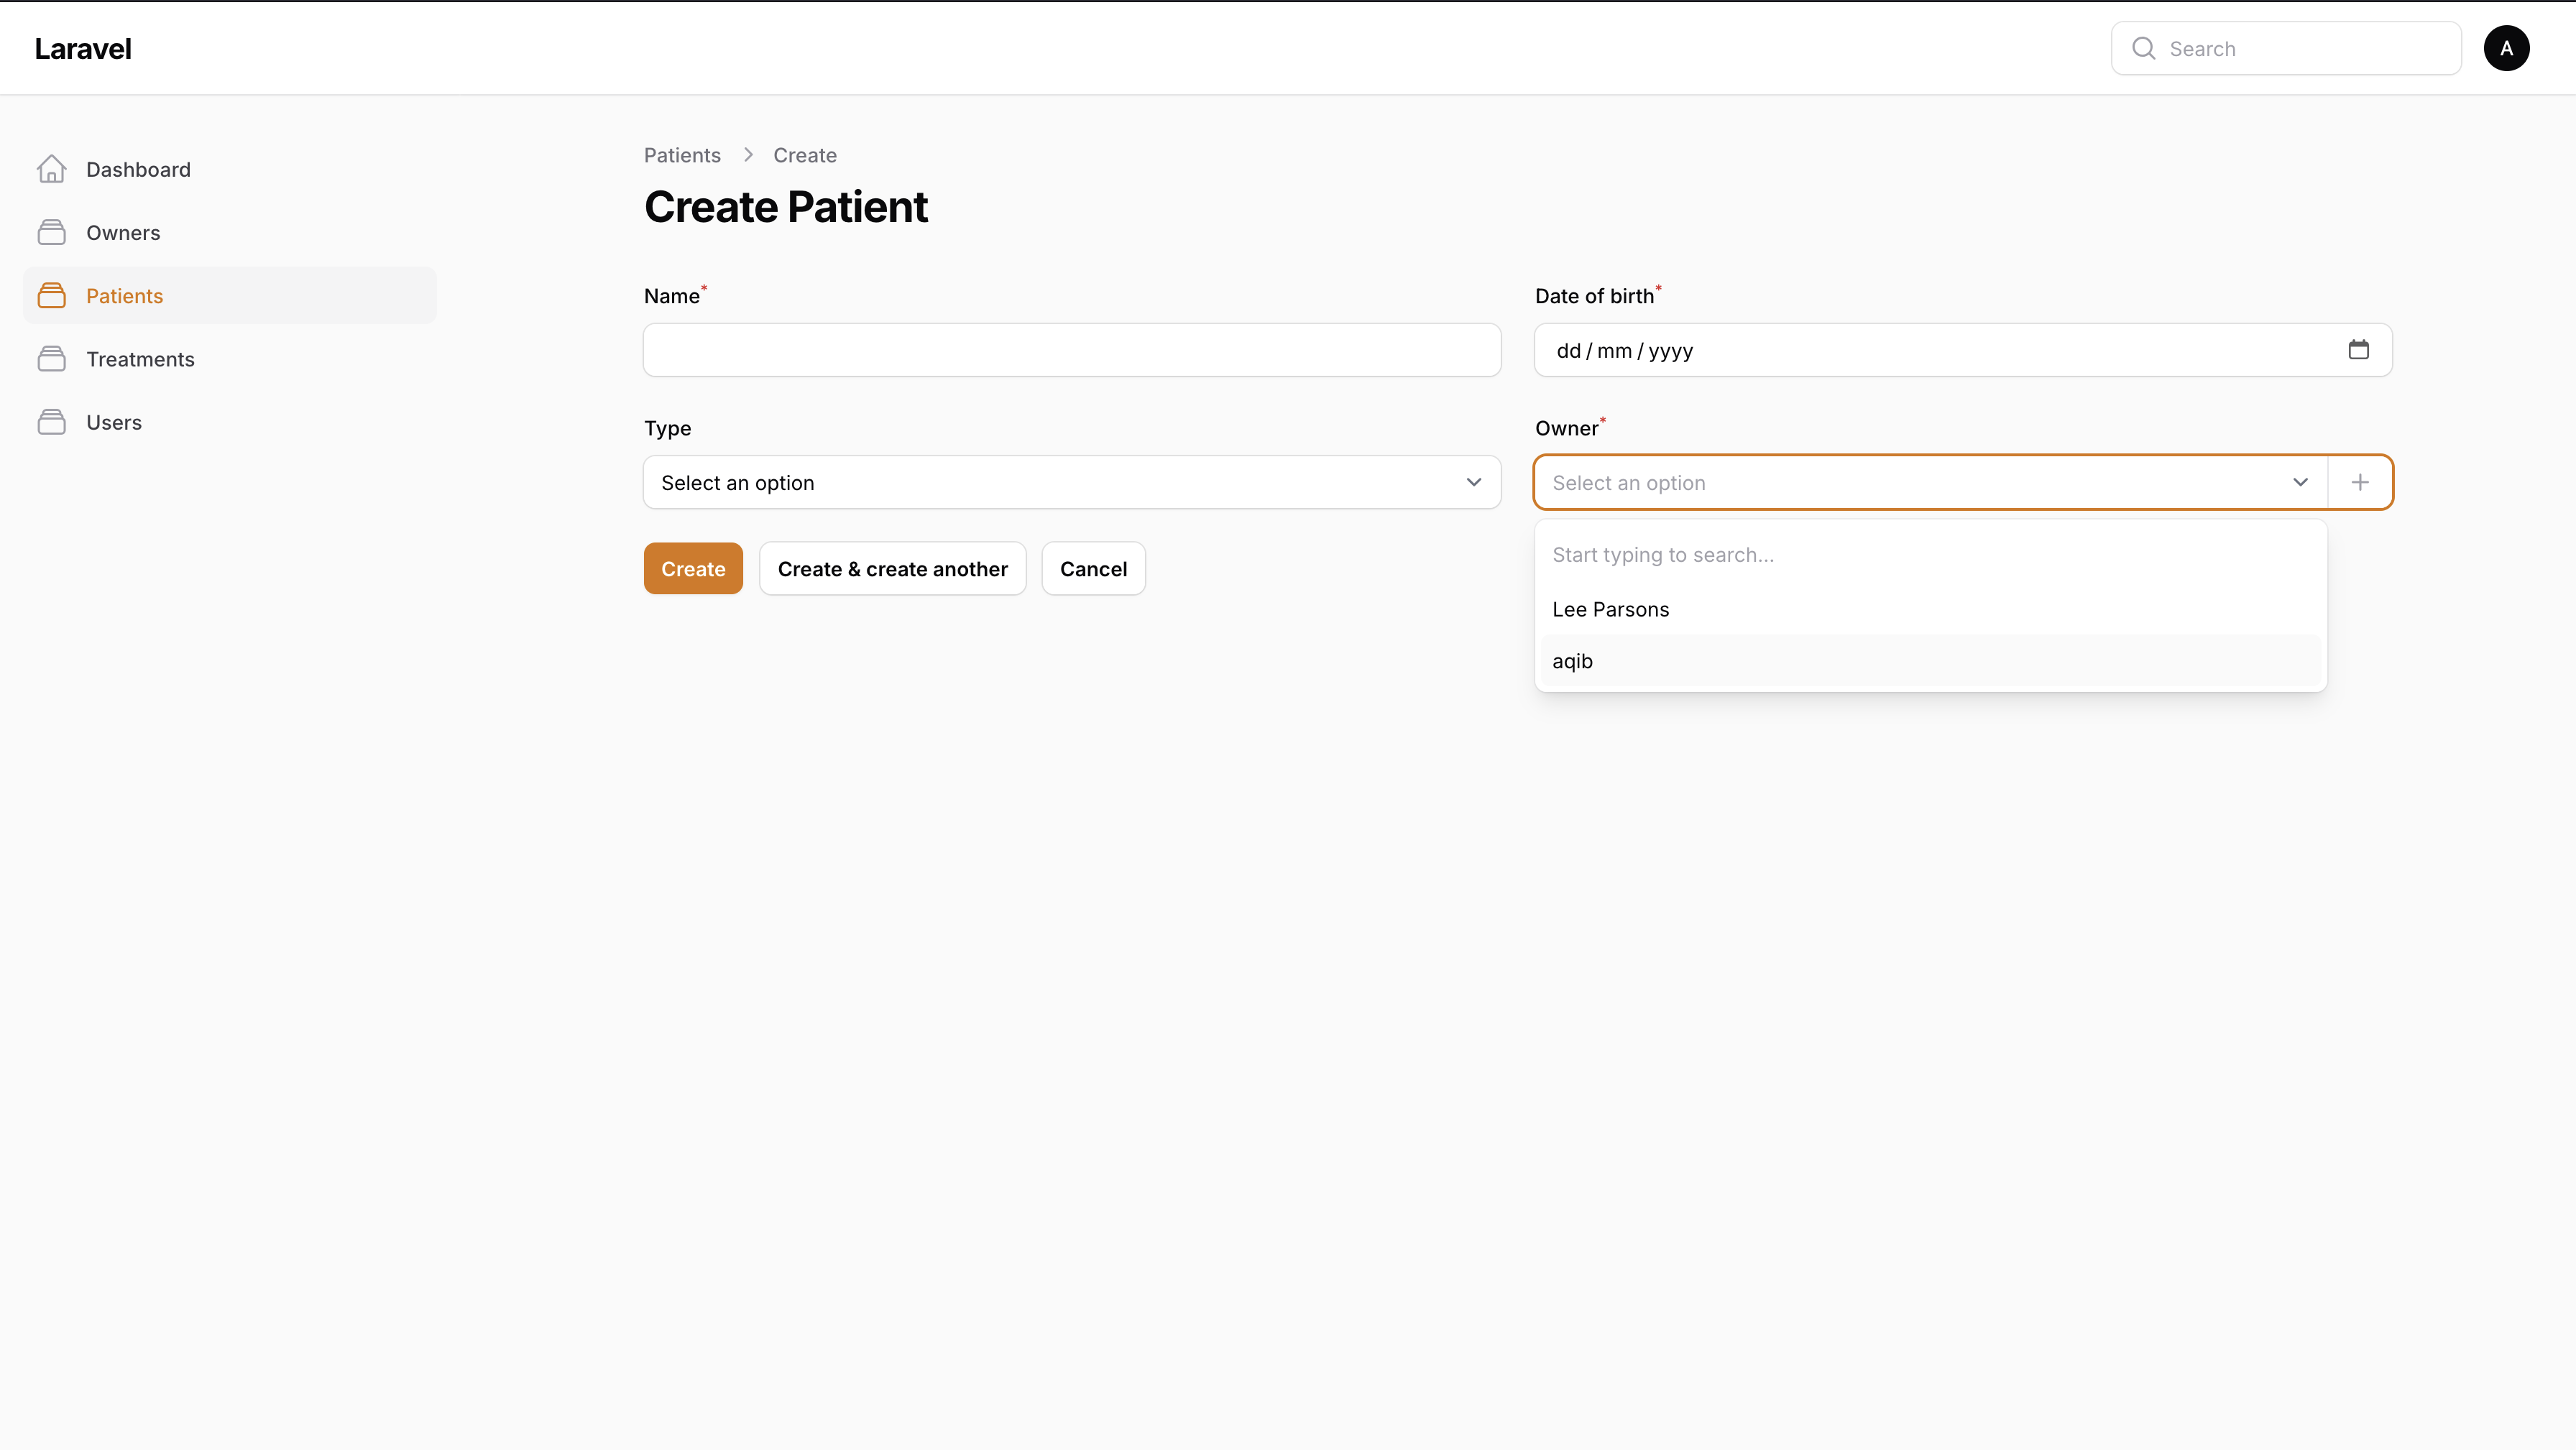 Laravel
Search
A
Dashboard
Owners
Patients
Treatments
Users
Patients > Create
Create Patient
Name*
Date of birth*
dd/mm/yyyy
Type
Select an option
Owner*
Select an option
Start typing to search...
Lee Parsons
aqib
Create
Create & create another
Cancel